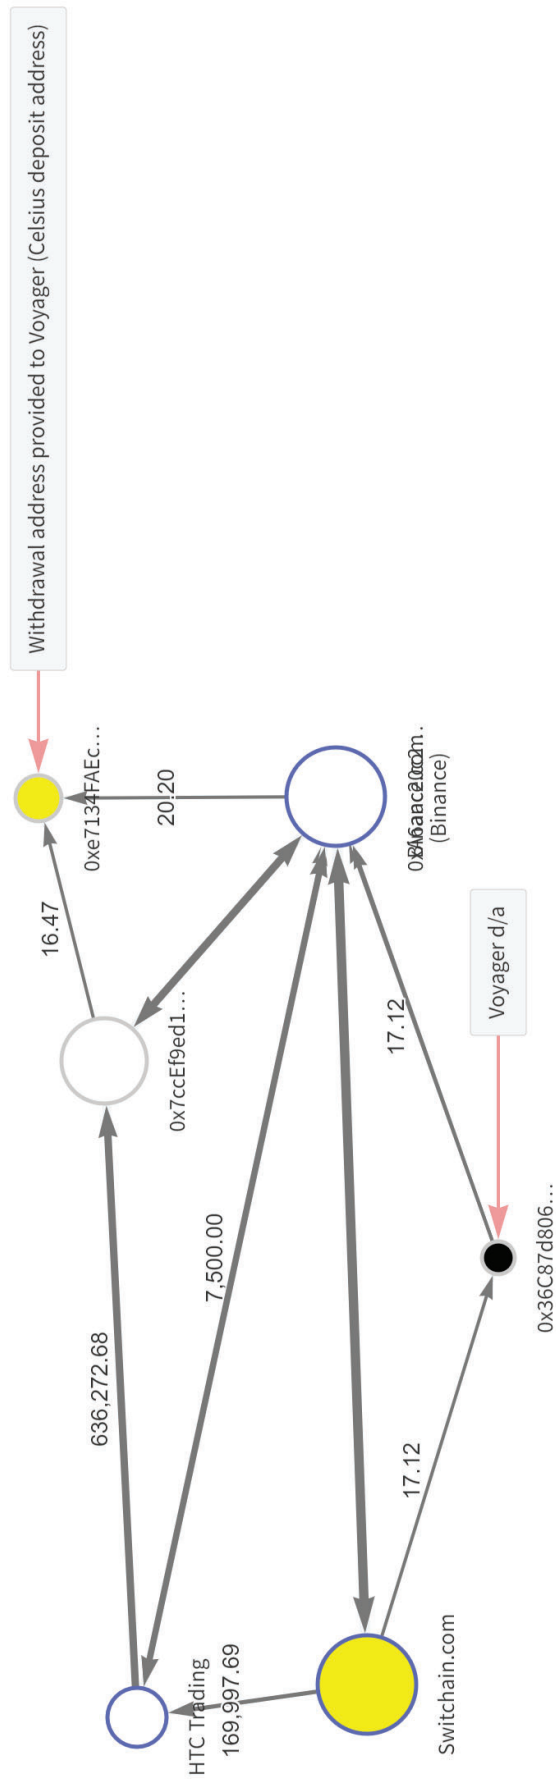 Withdrawal address provided to Voyager (Celsius deposit address)
0xe7134FAEc...
20.20
16.47
0x7ccEf9ed1...
(Binance)
Voyager d/a
17.12
7,500.00
636,272.68
0x36C87d806...
17.12
HTC Trading
169,997.69
Switchain.com